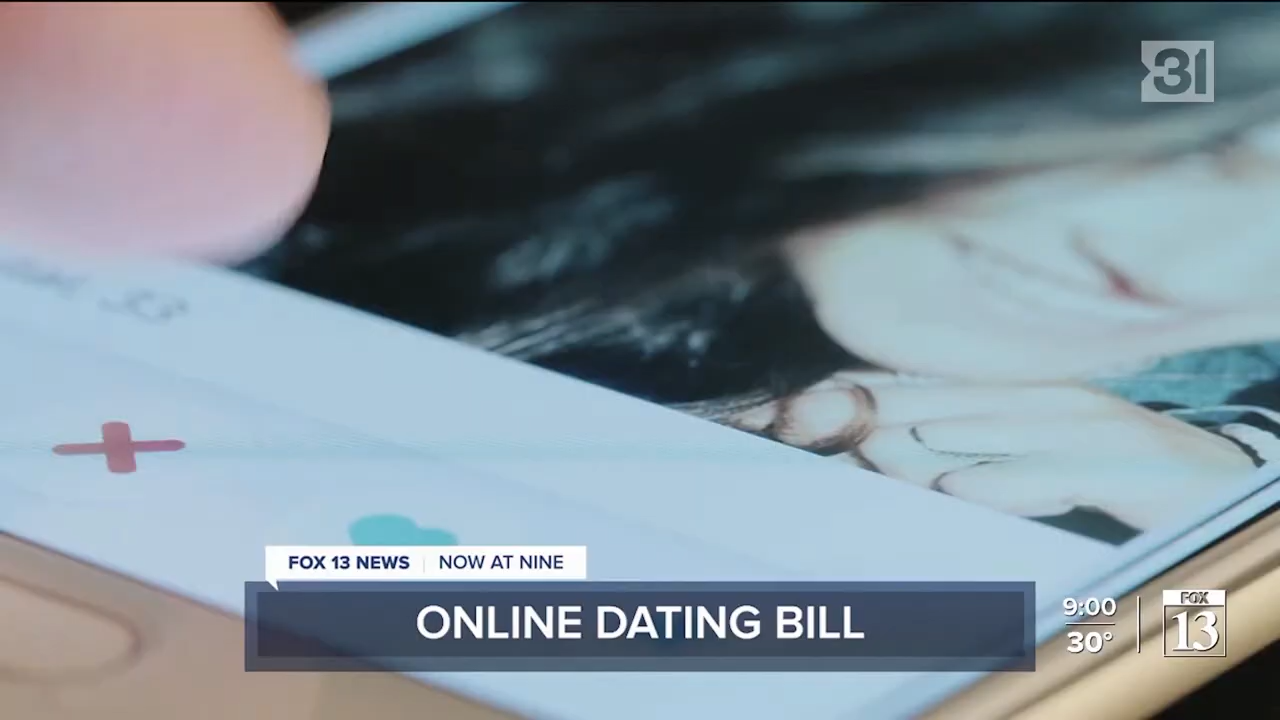 31
FOX 13 NEWS | NOW AT NINE
ONLINE DATING BILL
9:00
30°
FOX
13